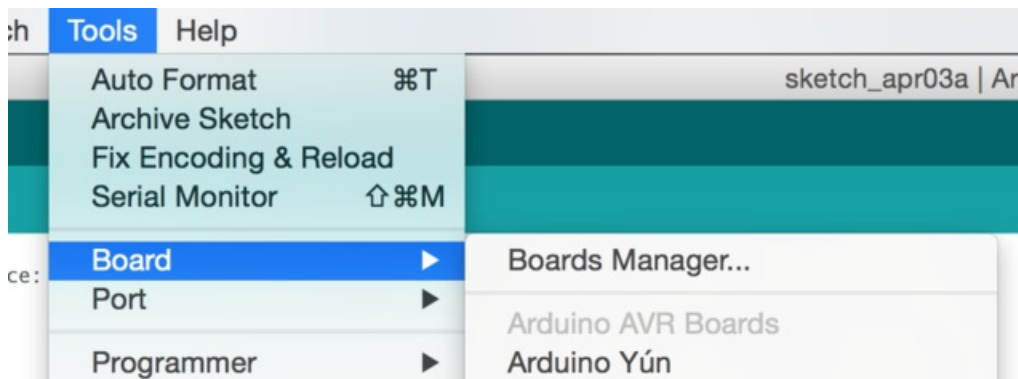 ch Tools Help
sketch_apr03a | Ar
Auto Format ⌘T
Archive Sketch
Fix Encoding & Reload
Serial Monitor ⇧⌘M
Board ▶
Port ▶
Programmer ▶
ce:
Boards Manager...
Arduino AVR Boards
Arduino Yún